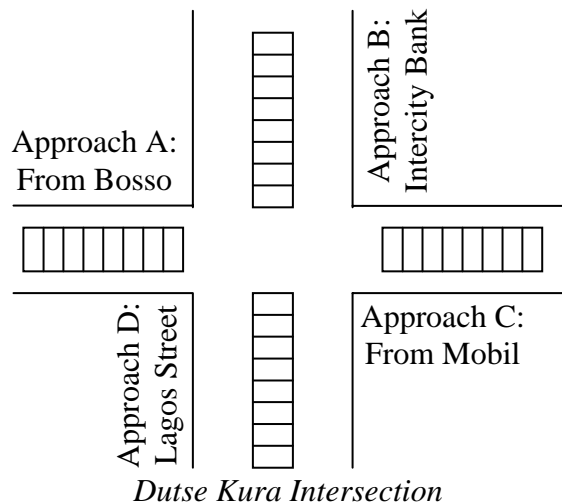 Approach A:
From Bosso
Approach B:
Intercity Bank
Approach D:
Lagos Street
Approach C:
From Mobil
Dutse Kura Intersection